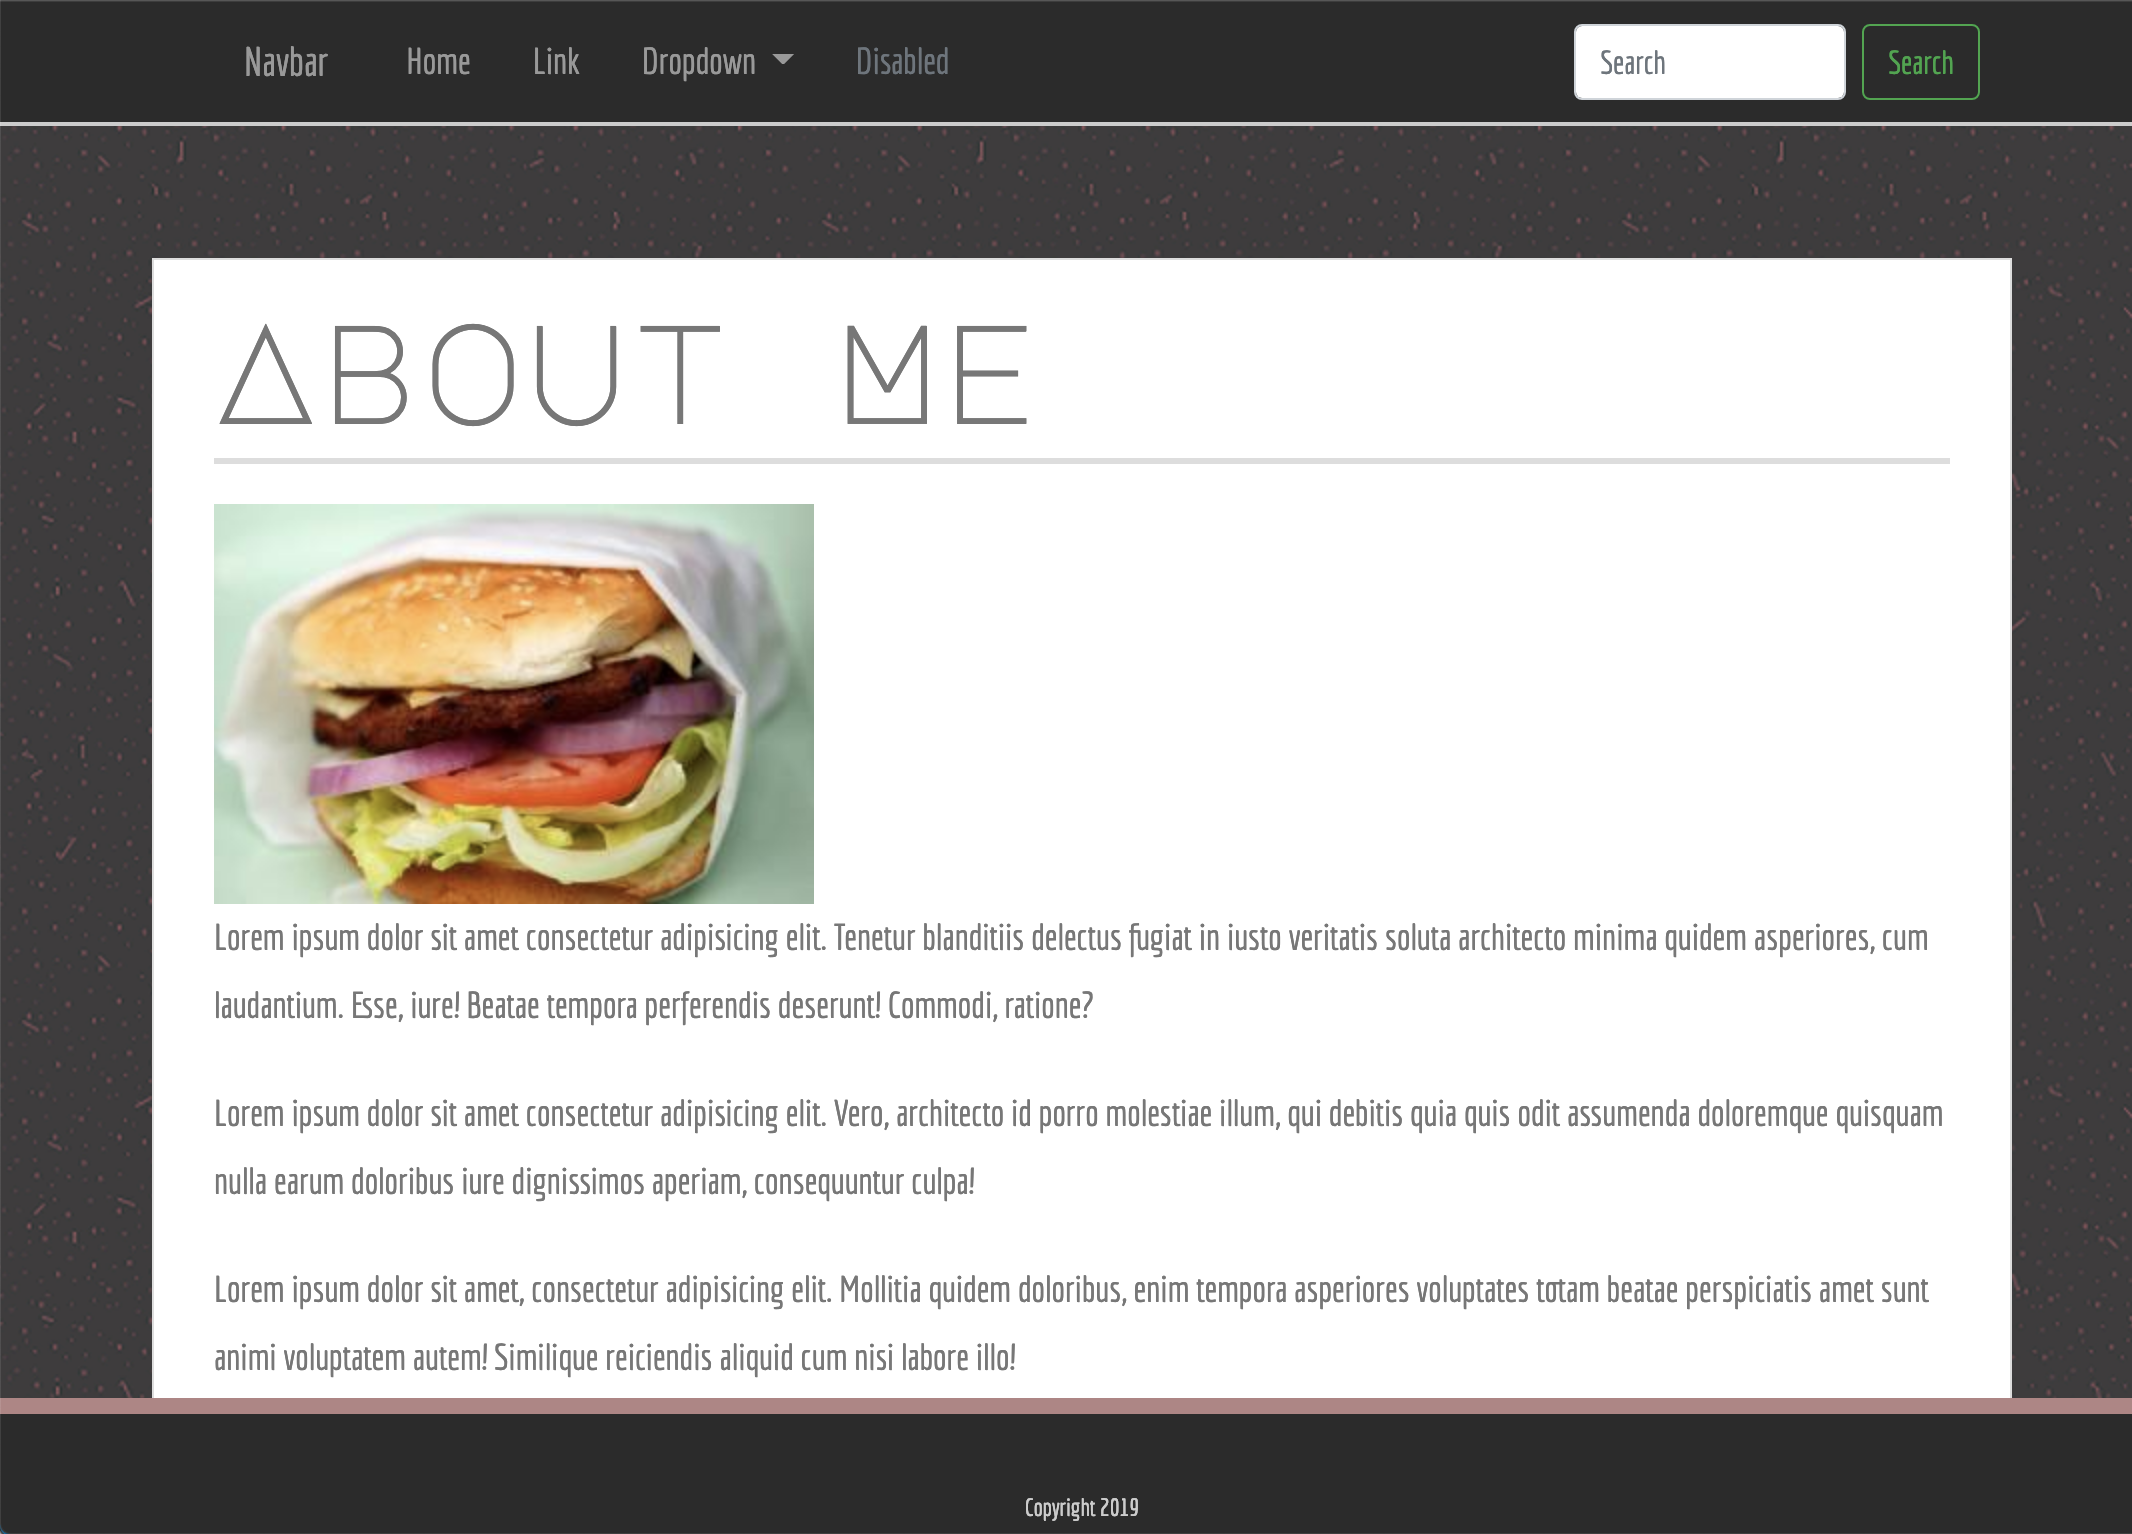 Navbar Home Link Dropdown Disabled Search Search
ABOUT ME
Lorem ipsum dolor sit amet consectetur adipisicing elit. Tenetur blanditiis delectus fugiat in iusto veritatis soluta architecto minima quidem asperiores, cum
laudantium. Esse, iure! Beatae tempora perferendis deserunt! Commodi, ratione?
Lorem ipsum dolor sit amet consectetur adipisicing elit. Vero, architecto id porro molestiae illum, qui debitis quia quis odit assumenda doloremque quisquam
nulla earum doloribus iure dignissimos aperiam, consequuntur culpa!
Lorem ipsum dolor sit amet, consectetur adipisicing elit. Mollitia quidem doloribus, enim tempora asperiores voluptates totam beatae perspiciatis amet sunt
animi voluptatem autem! Similique reiciendis aliquid cum nisi labore illo!
Copyright 2019